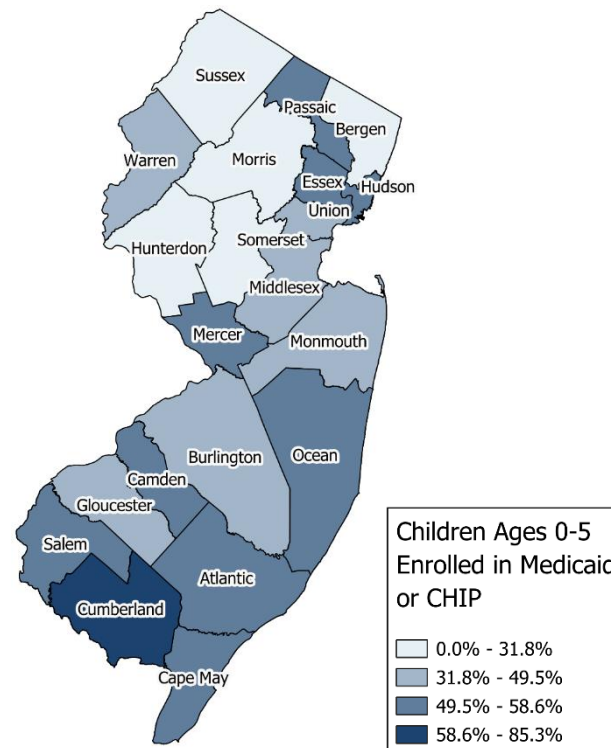 Sussex
Passaic
Bergen
Warren
Morris
Essex
Hudson
Union
Somerset
Hunterdon
Middlesex
Mercer
Monmouth
Burlington
Ocean
Camden
Gloucester
Salem
Atlantic
Cumberland
Cape May
Children Ages 0-5
Enrolled in Medicaid
or CHIP
0.0% - 31.8%
31.8% - 49.5%
49.5% - 58.6%
58.6% - 85.3%